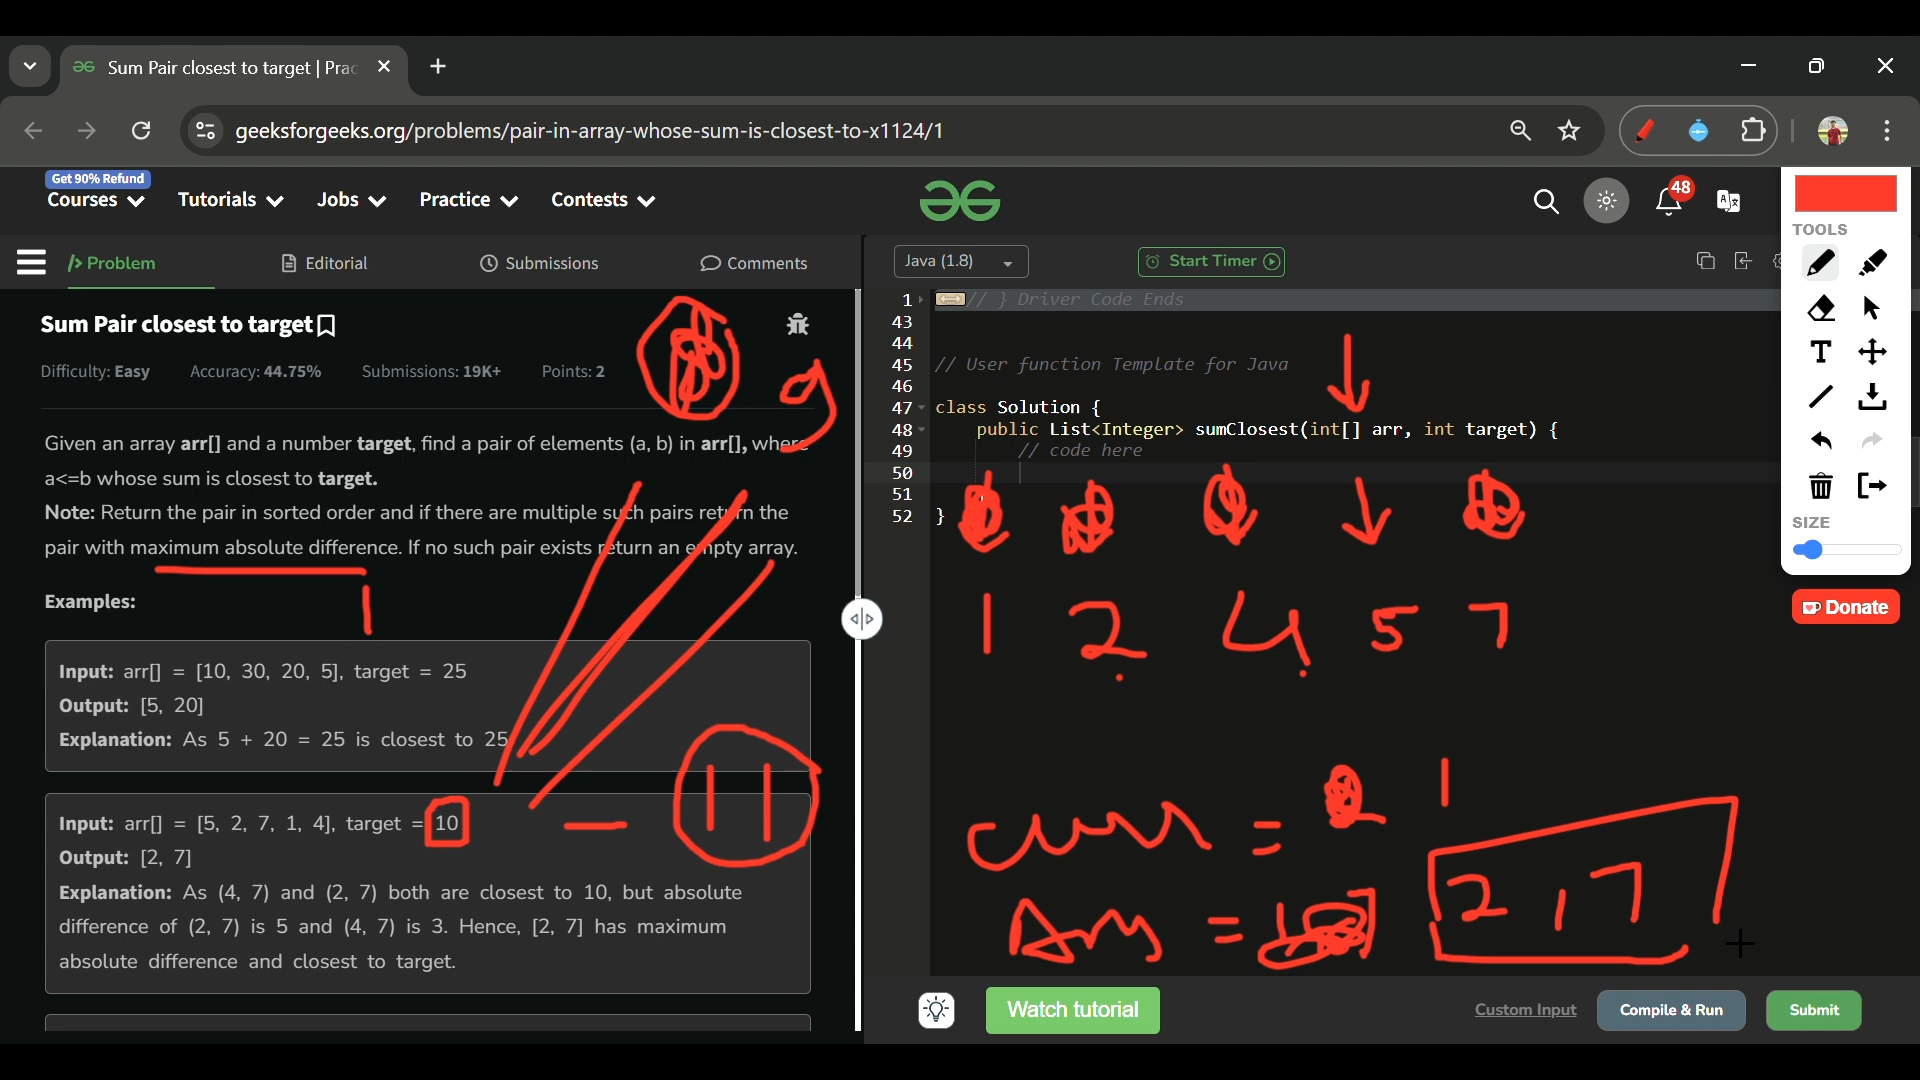 Sum Pair closest to target | Prac
geeksforgeeks.org/problems/pair-in-array-whose-sum-is-closest-to-x1124/1
Get 90% Refund
Courses Tutorials Jobs Practice Contests
48
TOOLS
SIZE
Donate
Problem Editorial Submissions Comments
Java (1.8) Start Timer
Sum Pair closest to target
Difficulty: Easy Accuracy: 44.75% Submissions: 19K+ Points: 2
9
Given an array arr[] and a number target, find a pair of elements (a, b) in arr[], where
a<=b whose sum is closest to target.
Note: Return the pair in sorted order and if there are multiple such pairs return the
pair with maximum absolute difference. If no such pair exists return an empty array.
Examples:
Input: arr[] = [10, 30, 20, 5], target = 25
Output: [5, 20]
Explanation: As 5 + 20 = 25 is closest to 25
Input: arr[] = [5, 2, 7, 1, 4], target = 10
Output: [2, 7]
Explanation: As (4, 7) and (2, 7) both are closest to 10, but absolute
difference of (2, 7) is 5 and (4, 7) is 3. Hence, [2, 7] has maximum
absolute difference and closest to target.
11
1 // } Driver Code Ends
43
44
45 // User function Template for Java
46
47 class Solution {
48 public List<Integer> sumClosest(int[] arr, int target) {
49 // code here
50
51
52 }
1 2 4 5 7
curr = 1
Ans = 2, 7
Watch tutorial
Custom Input
Compile & Run
Submit